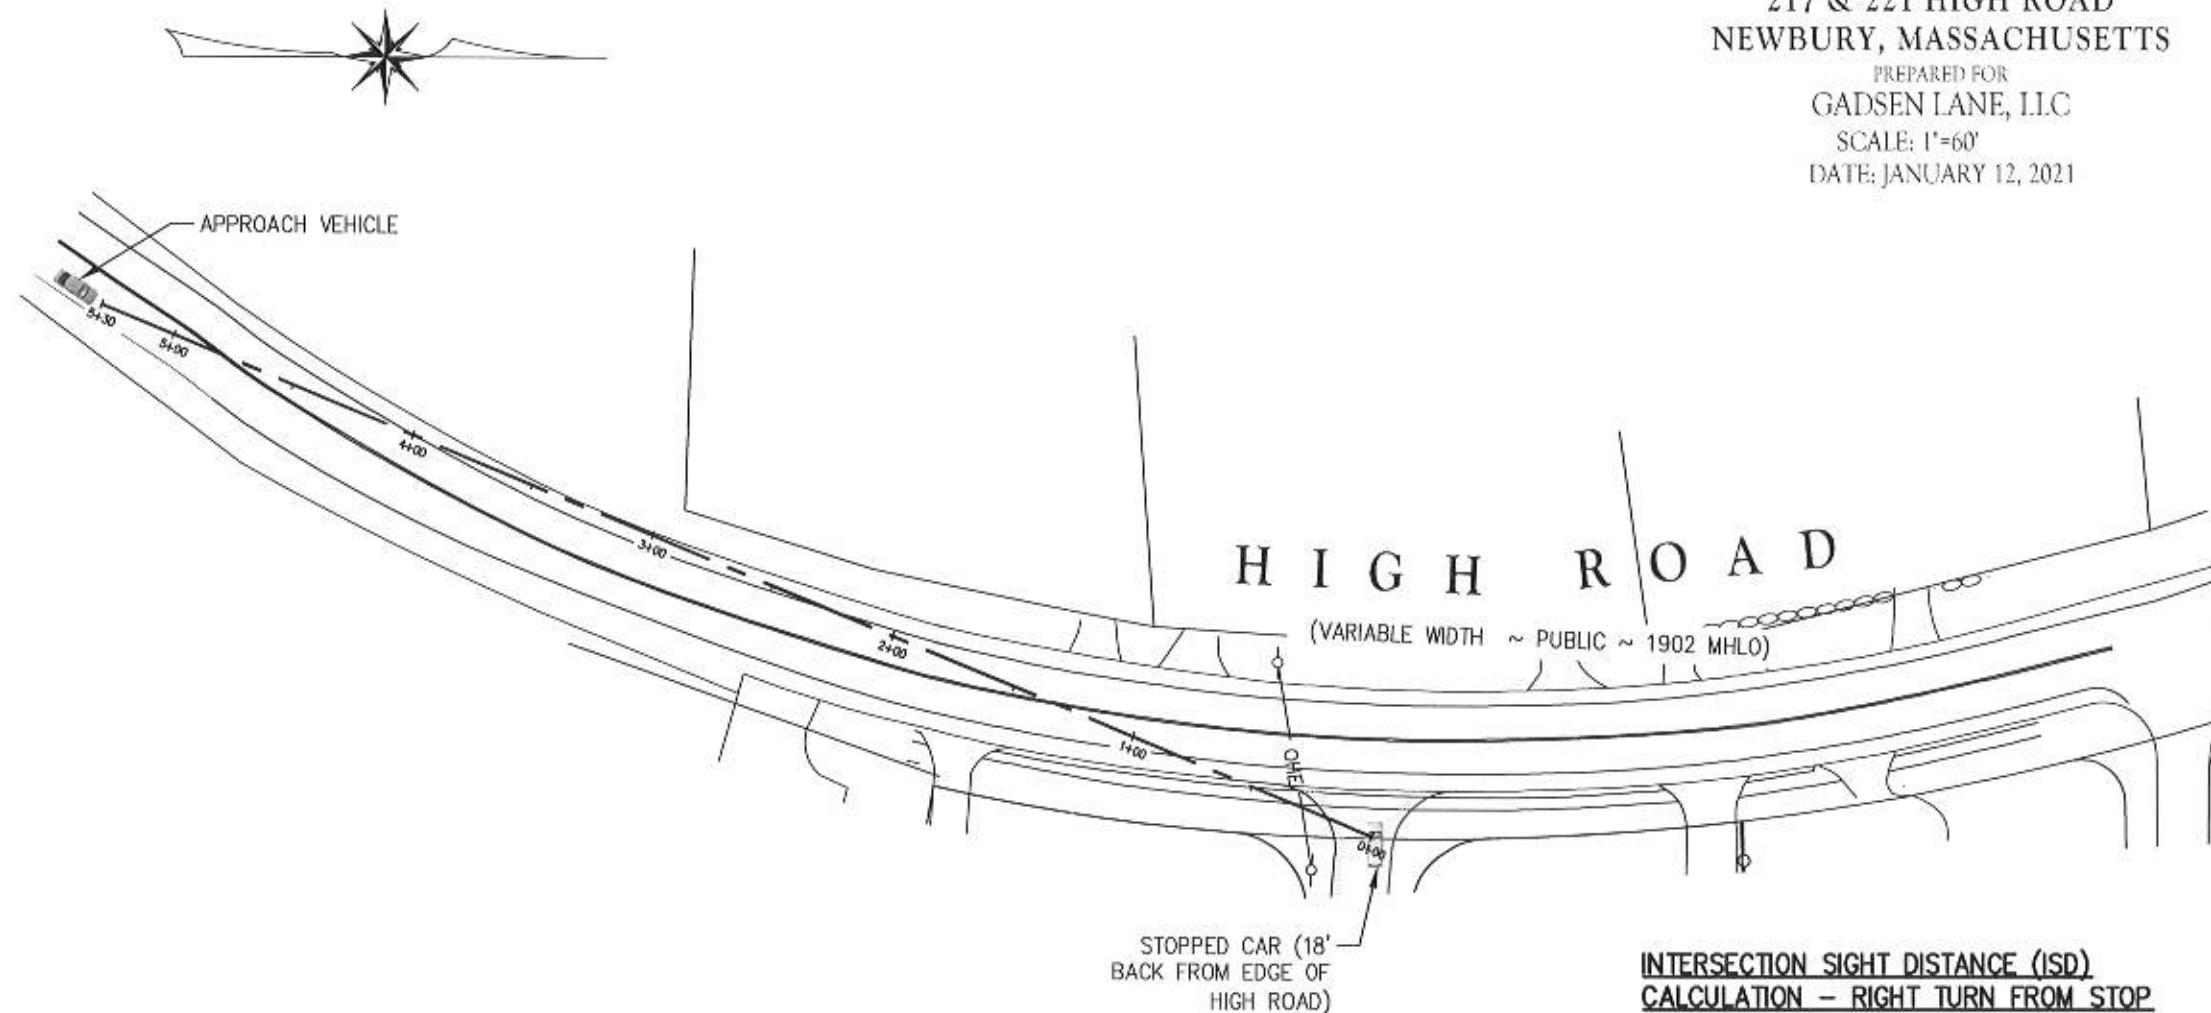 217 & 221 HIGH ROAD
NEWBURY, MASSACHUSETTS
PREPARED FOR
GADSEN LANE, LLC
SCALE: 1"=60'
DATE: JANUARY 12, 2021
APPROACH VEHICLE
5+30
5+00
4+00
3+00
2+00
1+00
0+00
HIGH ROAD
(VARIABLE WIDTH ~ PUBLIC ~ 1902 MHLO)
OHE
STOPPED CAR (18'
BACK FROM EDGE OF
HIGH ROAD)
INTERSECTION SIGHT DISTANCE (ISD)
CALCULATION – RIGHT TURN FROM STOP